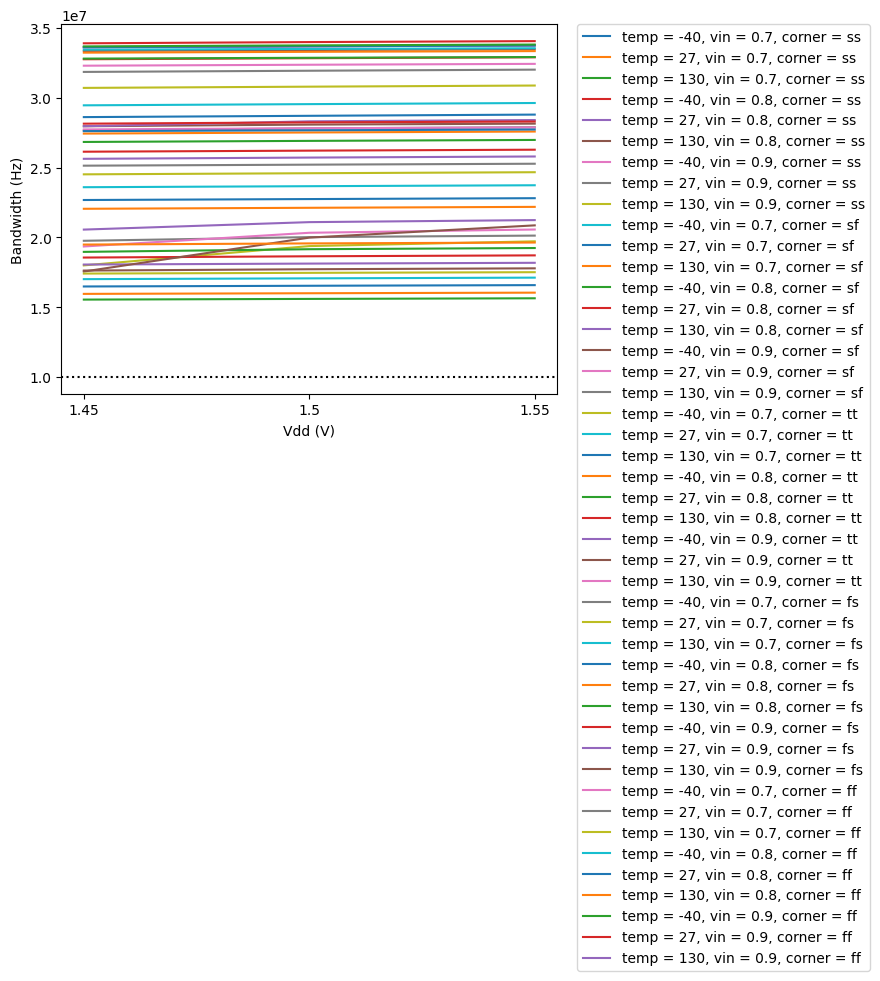 1e7
3.5
3.0
2.5
2.0
1.5
1.0
Bandwidth (Hz)
1.45
1.5
1.55
Vdd (V)
temp = -40, vin = 0.7, corner = ss
temp = 27, vin = 0.7, corner = ss
temp = 130, vin = 0.7, corner = ss
temp = -40, vin = 0.8, corner = ss
temp = 27, vin = 0.8, corner = ss
temp = 130, vin = 0.8, corner = ss
temp = -40, vin = 0.9, corner = ss
temp = 27, vin = 0.9, corner = ss
temp = 130, vin = 0.9, corner = ss
temp = -40, vin = 0.7, corner = sf
temp = 27, vin = 0.7, corner = sf
temp = 130, vin = 0.7, corner = sf
temp = -40, vin = 0.8, corner = sf
temp = 27, vin = 0.8, corner = sf
temp = 130, vin = 0.8, corner = sf
temp = -40, vin = 0.9, corner = sf
temp = 27, vin = 0.9, corner = sf
temp = 130, vin = 0.9, corner = sf
temp = -40, vin = 0.7, corner = tt
temp = 27, vin = 0.7, corner = tt
temp = 130, vin = 0.7, corner = tt
temp = -40, vin = 0.8, corner = tt
temp = 27, vin = 0.8, corner = tt
temp = 130, vin = 0.8, corner = tt
temp = -40, vin = 0.9, corner = tt
temp = 27, vin = 0.9, corner = tt
temp = 130, vin = 0.9, corner = tt
temp = -40, vin = 0.7, corner = fs
temp = 27, vin = 0.7, corner = fs
temp = 130, vin = 0.7, corner = fs
temp = -40, vin = 0.8, corner = fs
temp = 27, vin = 0.8, corner = fs
temp = 130, vin = 0.8, corner = fs
temp = -40, vin = 0.9, corner = fs
temp = 27, vin = 0.9, corner = fs
temp = 130, vin = 0.9, corner = fs
temp = -40, vin = 0.7, corner = ff
temp = 27, vin = 0.7, corner = ff
temp = 130, vin = 0.7, corner = ff
temp = -40, vin = 0.8, corner = ff
temp = 27, vin = 0.8, corner = ff
temp = 130, vin = 0.8, corner = ff
temp = -40, vin = 0.9, corner = ff
temp = 27, vin = 0.9, corner = ff
temp = 130, vin = 0.9, corner = ff